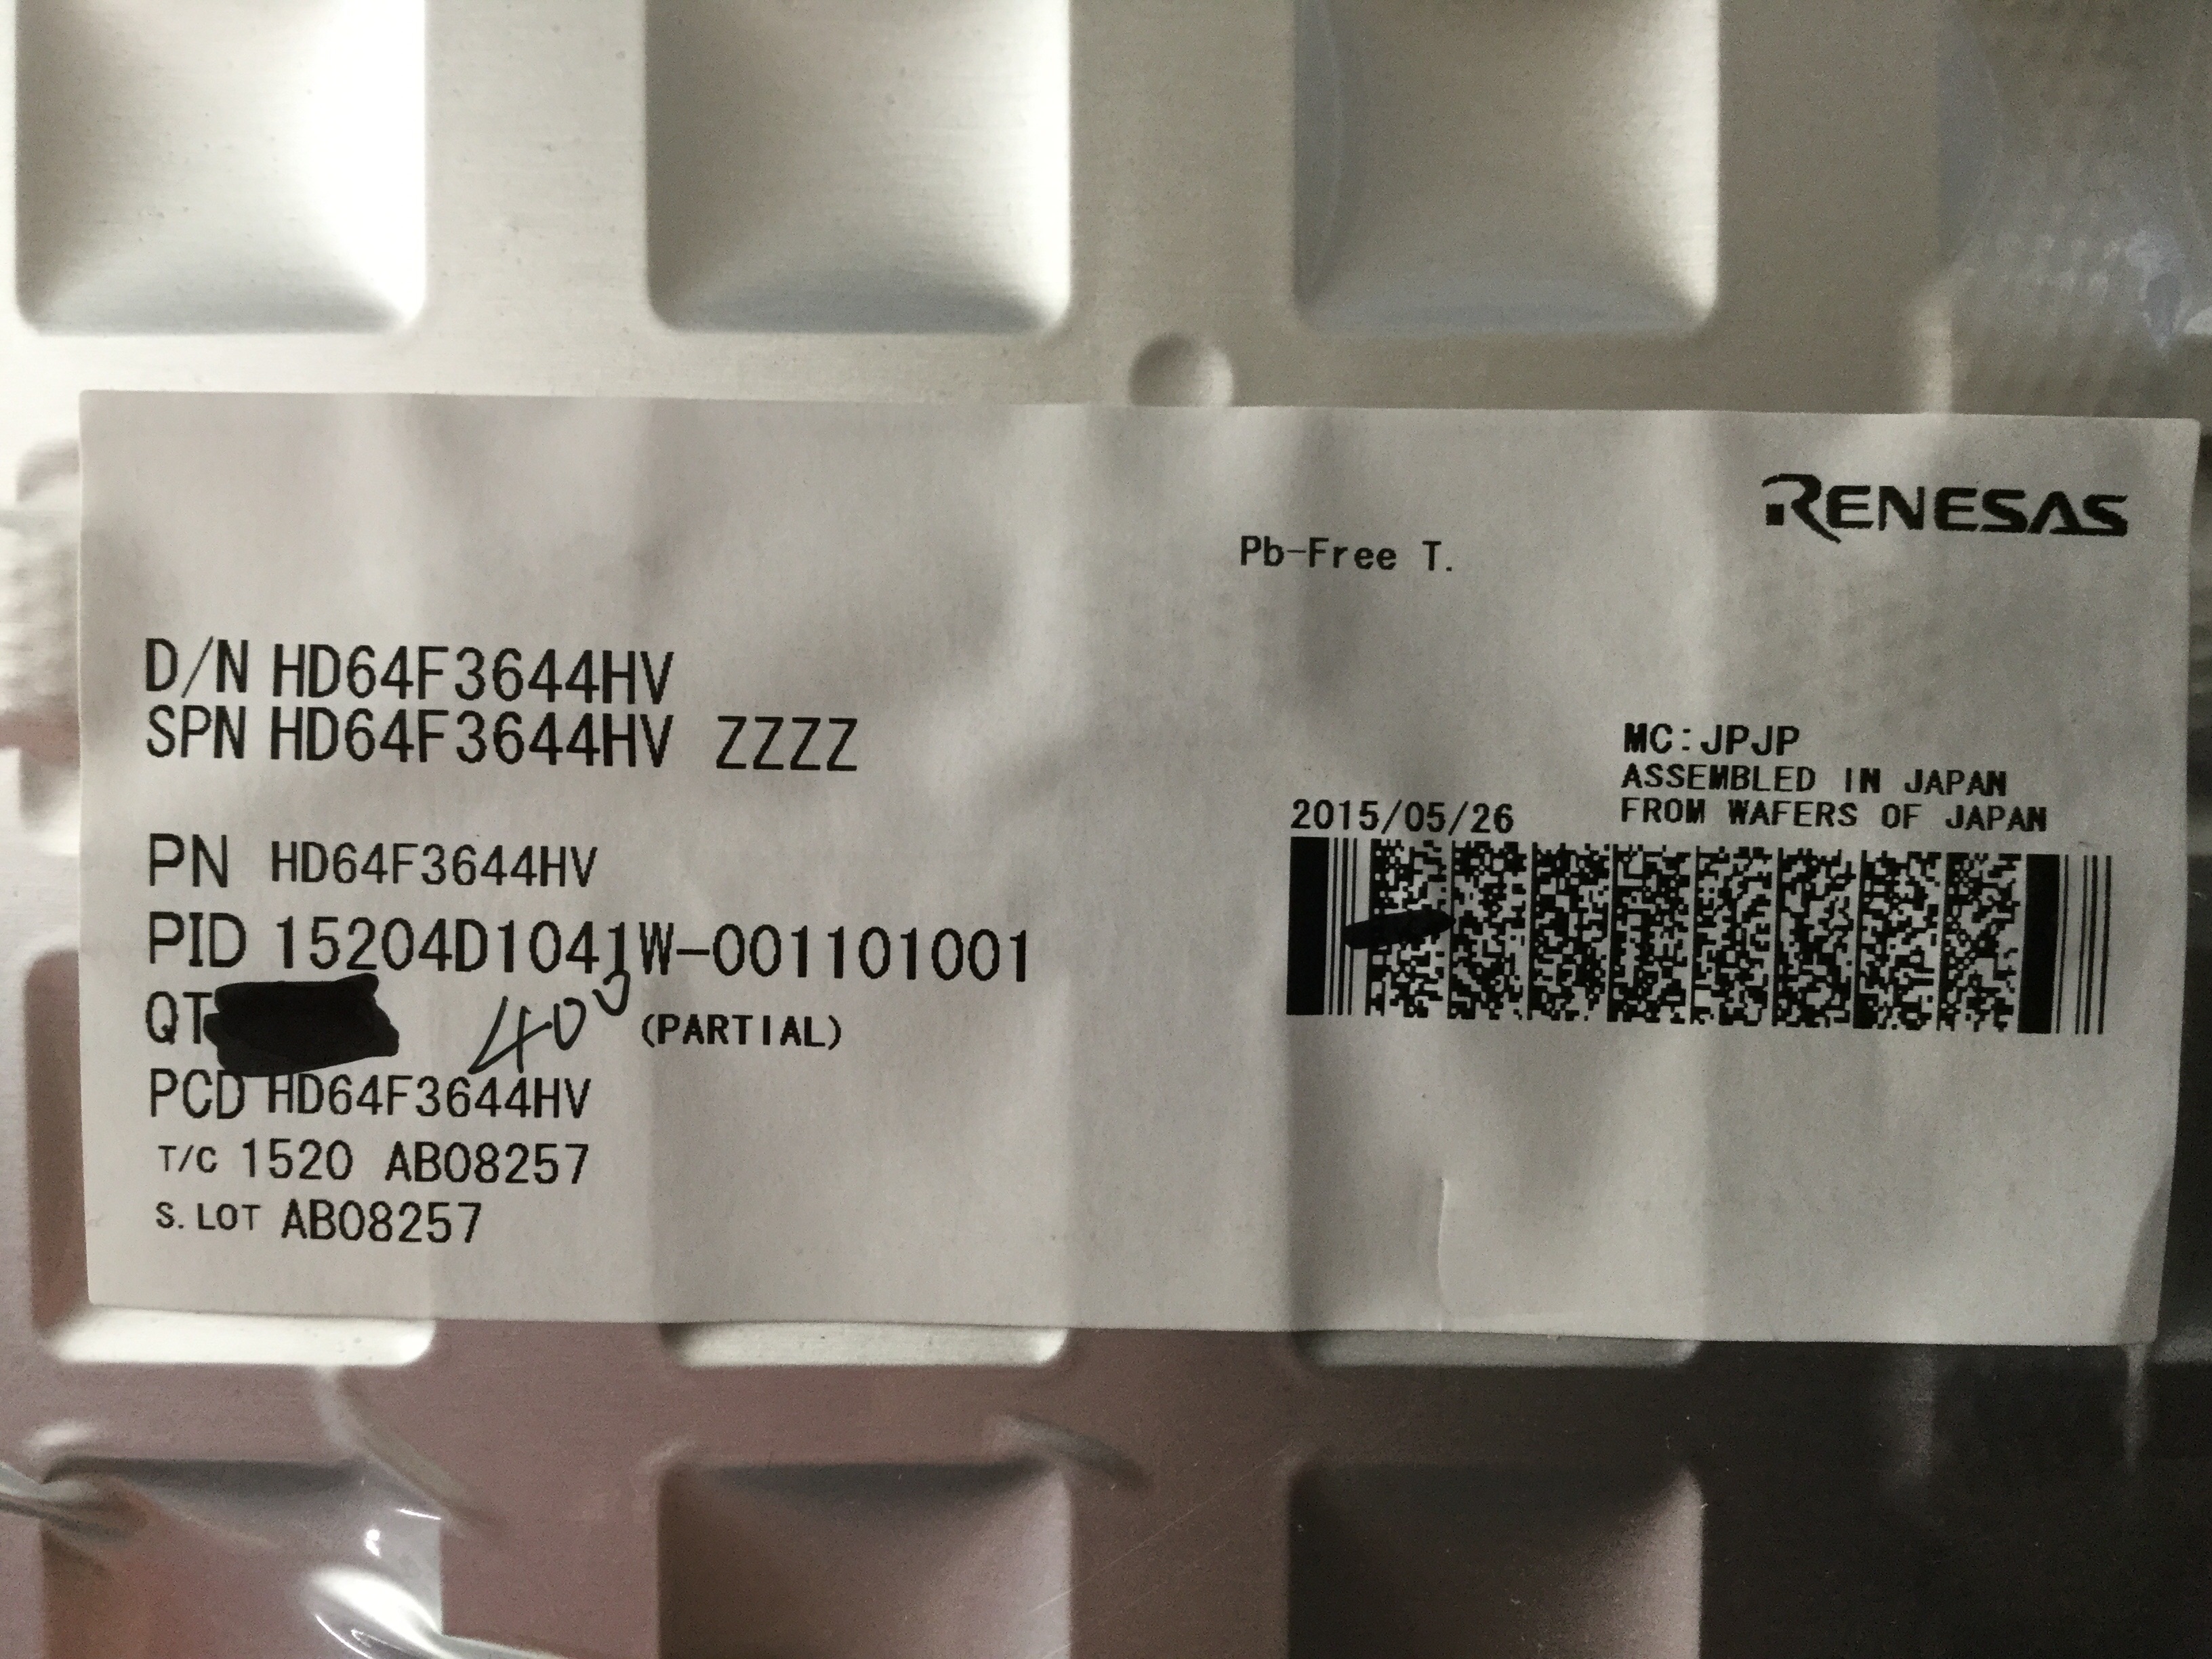 RENESAS
Pb-Free T.
D/N HD64F3644HV
SPN HD64F3644HV ZZZZ
MC:JPJP
ASSEMBLED IN JAPAN
FROM WAFERS OF JAPAN
2015/05/26
PN HD64F3644HV
PID 15204D1041W-001101001
QT 400 (PARTIAL)
PCD HD64F3644HV
T/C 1520 AB08257
S. LOT AB08257